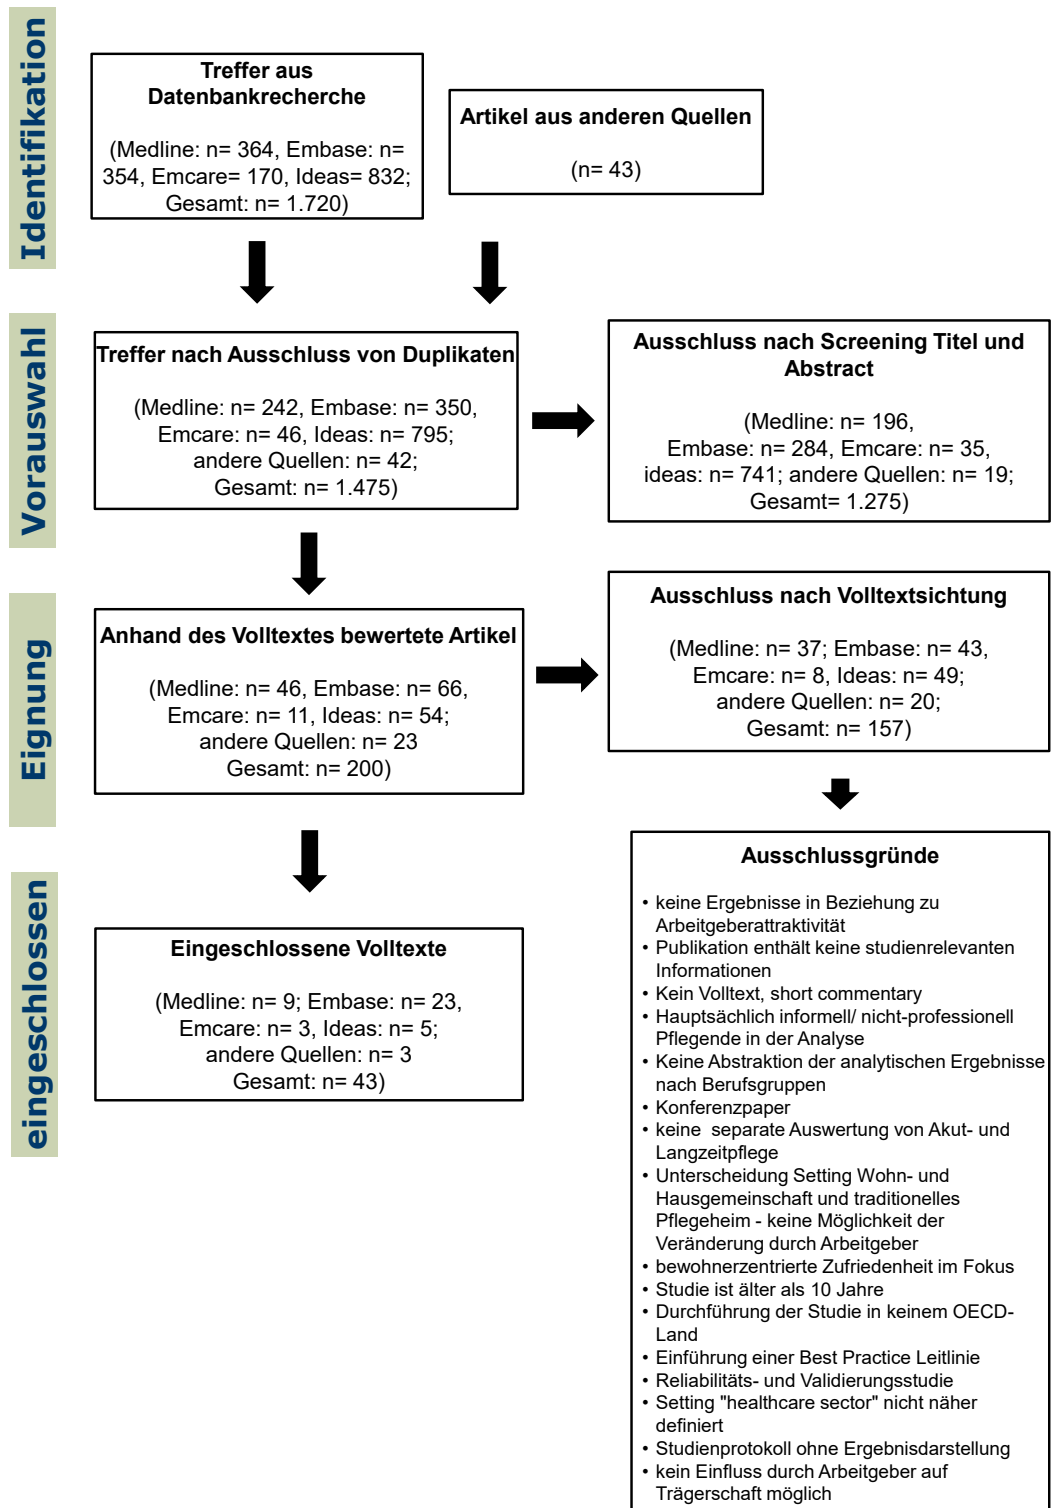 Identifikation
Treffer aus
Datenbankrecherche
(Medline: n= 364, Embase: n=
354, Emcare= 170, Ideas= 832;
Gesamt: n= 1.720)
Artikel aus anderen Quellen
(n= 43)
Vorauswahl
Treffer nach Ausschluss von Duplikaten
(Medline: n= 242, Embase: n= 350,
Emcare: n= 46, Ideas: n= 795;
andere Quellen: n= 42;
Gesamt: n= 1.475)
Ausschluss nach Screening Titel und
Abstract
(Medline: n= 196,
Embase: n= 284, Emcare: n= 35,
ideas: n= 741; andere Quellen: n= 19;
Gesamt= 1.275)
Eignung
Anhand des Volltextes bewertete Artikel
(Medline: n= 46, Embase: n= 66,
Emcare: n= 11, Ideas: n= 54;
andere Quellen: n= 23
Gesamt: n= 200)
Ausschluss nach Volltextsichtung
(Medline: n= 37; Embase: n= 43,
Emcare: n= 8, Ideas: n= 49;
andere Quellen: n= 20;
Gesamt: n= 157)
eingeschlossen
Eingeschlossene Volltexte
(Medline: n= 9; Embase: n= 23,
Emcare: n= 3, Ideas: n= 5;
andere Quellen: n= 3
Gesamt: n= 43)
Ausschlussgründe
• keine Ergebnisse in Beziehung zu
Arbeitgeberattraktivität
• Publikation enthält keine studienrelevanten
Informationen
• Kein Volltext, short commentary
• Hauptsächlich informell/ nicht-professionell
Pflegende in der Analyse
• Keine Abstraktion der analytischen Ergebnisse
nach Berufsgruppen
• Konferenzpaper
• keine separate Auswertung von Akut- und
Langzeitpflege
• Unterscheidung Setting Wohn- und
Hausgemeinschaft und traditionelles
Pflegeheim - keine Möglichkeit der
Veränderung durch Arbeitgeber
• bewohnerzentrierte Zufriedenheit im Fokus
• Studie ist älter als 10 Jahre
• Durchführung der Studie in keinem OECD-
Land
• Einführung einer Best Practice Leitlinie
• Reliabilitäts- und Validierungsstudie
• Setting "healthcare sector" nicht näher
definiert
• Studienprotokoll ohne Ergebnisdarstellung
• kein Einfluss durch Arbeitgeber auf
Trägerschaft möglich